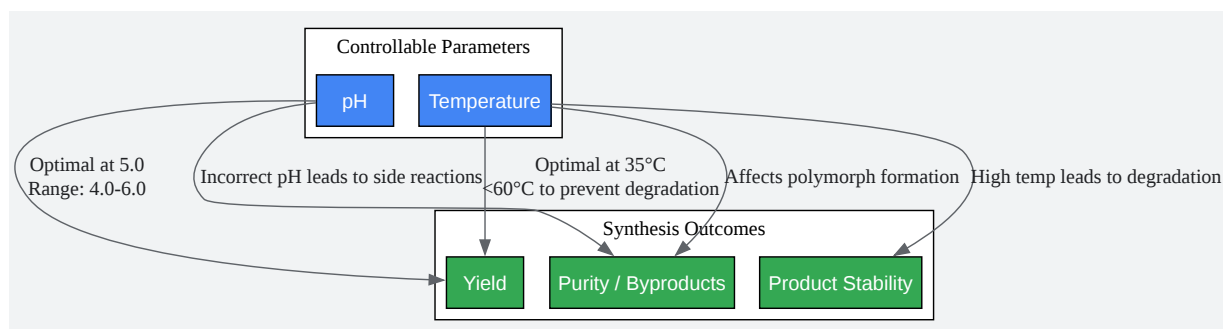 Controllable Parameters
pH
Temperature
Optimal at 5.0
Range: 4.0-6.0
Incorrect pH leads to side reactions
Optimal at 35°C
<60°C to prevent degradation
Affects polymorph formation
High temp leads to degradation
Synthesis Outcomes
Yield
Purity / Byproducts
Product Stability